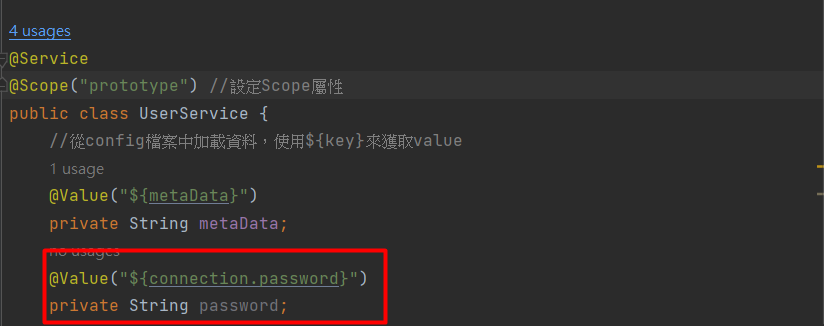 4 usages
@Service
@Scope("prototype") //設定Scope屬性
public class UserService {
//從config檔案中加載資料，使用${key}來獲取value
1 usage
@Value("${metaData}")
private String metaData;
no usages
@Value("${connection.password}")
private String password;